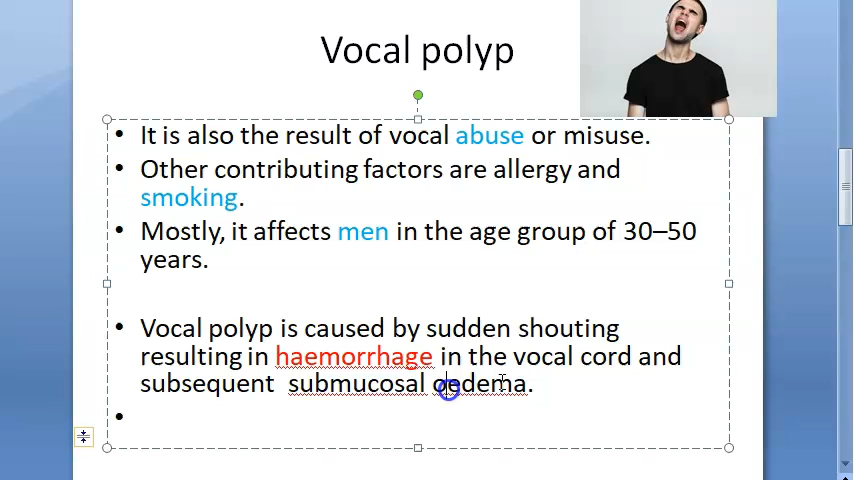 Vocal polyp
• It is also the result of vocal abuse or misuse.
• Other contributing factors are allergy and
smoking.
• Mostly, it affects men in the age group of 30–50
years.
• Vocal polyp is caused by sudden shouting
resulting in haemorrhage in the vocal cord and
subsequent submucosal oedema.
•